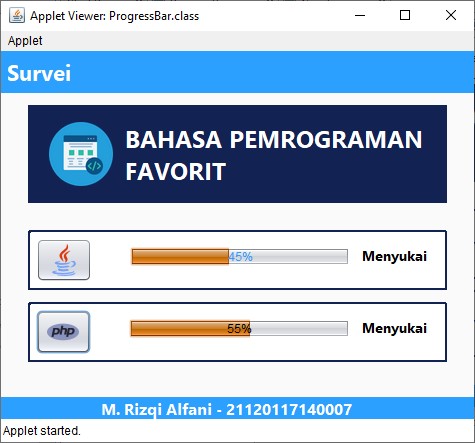 Applet Viewer: ProgressBar.class
Applet
Survei
BAHASA PEMROGRAMAN
FAVORIT
45%
Menyukai
php
55%
Menyukai
M. Rizqi Alfani - 21120117140007
Applet started.